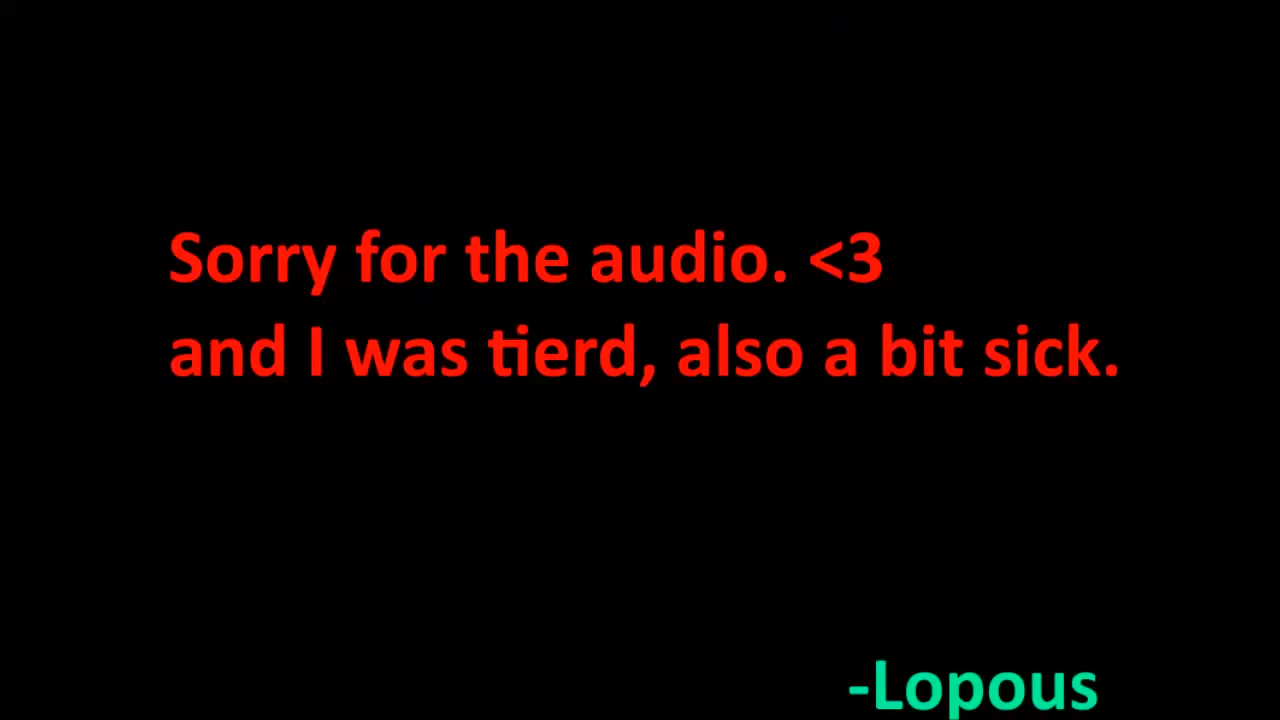 Sorry for the audio. <3
and I was tierd, also a bit sick.
-Lopous